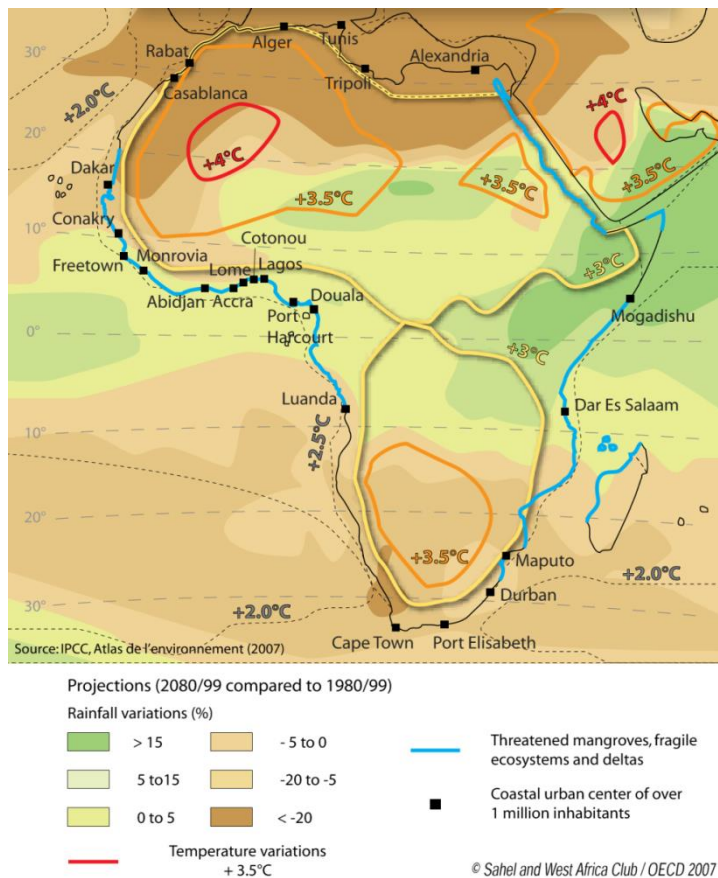 30°
Rabat
Alger
Tunis
Alexandria
Tripoli
Casablanca
+2.0°C
+4°C
20°
+4°C
Dakar
+3.5°C
+3.5°C
+3.5°C
10°
Conakry
Cotonou
Freetown
Monrovia
Lome
Lagos
+3°C
Abidjan
Accra
Port
Harcourt
Douala
Mogadishu
0°
+3°C
Luanda
Dar Es Salaam
10°
+2.5°C
20°
+3.5°C
Maputo
+2.0°C
30°
+2.0°C
Durban
Source: IPCC, Atlas de l'environnement (2007)
Cape Town
Port Elisabeth
Projections (2080/99 compared to 1980/99)
Rainfall variations (%)
> 15
- 5 to 0
5 to15
-20 to -5
0 to 5
< -20
Threatened mangroves, fragile
ecosystems and deltas
Coastal urban center of over
1 million inhabitants
Temperature variations
+ 3.5°C
© Sahel and West Africa Club / OECD 2007